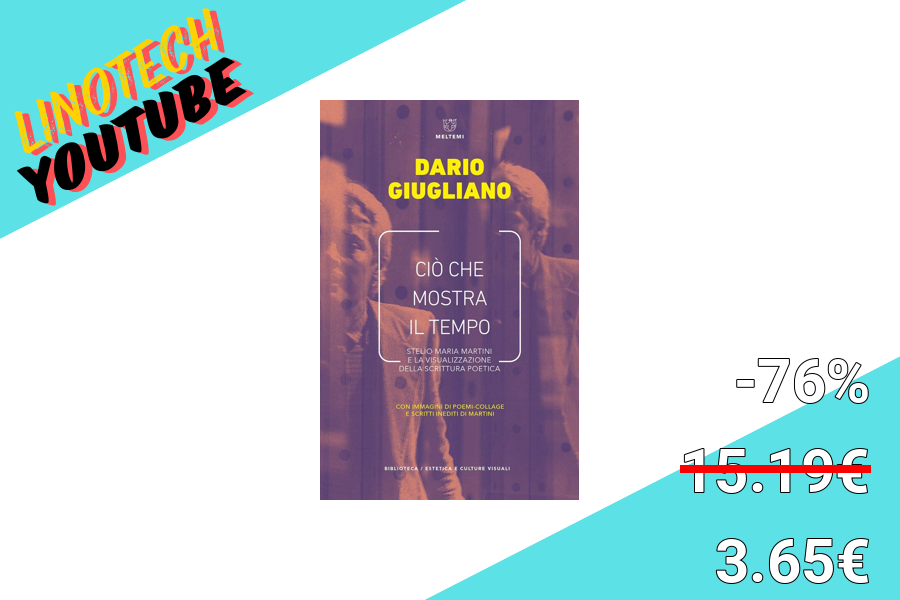 LINOTECH
YOUTUBE
MELTEMI
DARIO
GIUGLIANO
CIÒ CHE
MOSTRA
IL TEMPO
STELIO MARIA MARTINI
E LA VISUALIZZAZIONE
DELLA SCRITTURA POETICA
CON IMMAGINI DI POEMI-COLLAGE
E SCRITTI INEDITI DI MARTINI
BIBLIOTECA / ESTETICA E CULTURE VISUALI
-76%
15.19€
3.65€